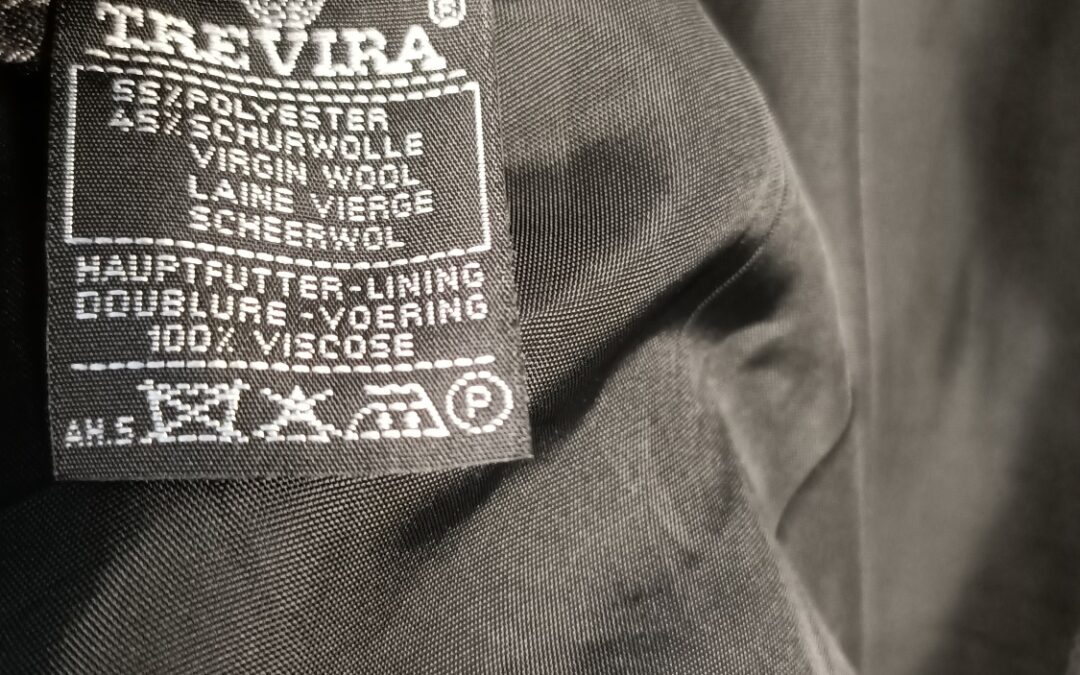 ®
TREVIRA
55%POLYESTER
45%SCHURWOLLE
VIRGIN WOOL
LAINE VIERGE
SCHEERWOL
HAUPTFUTTER-LINING
DOUBLURE-VOERING
100% VISCOSE
AH.5 P